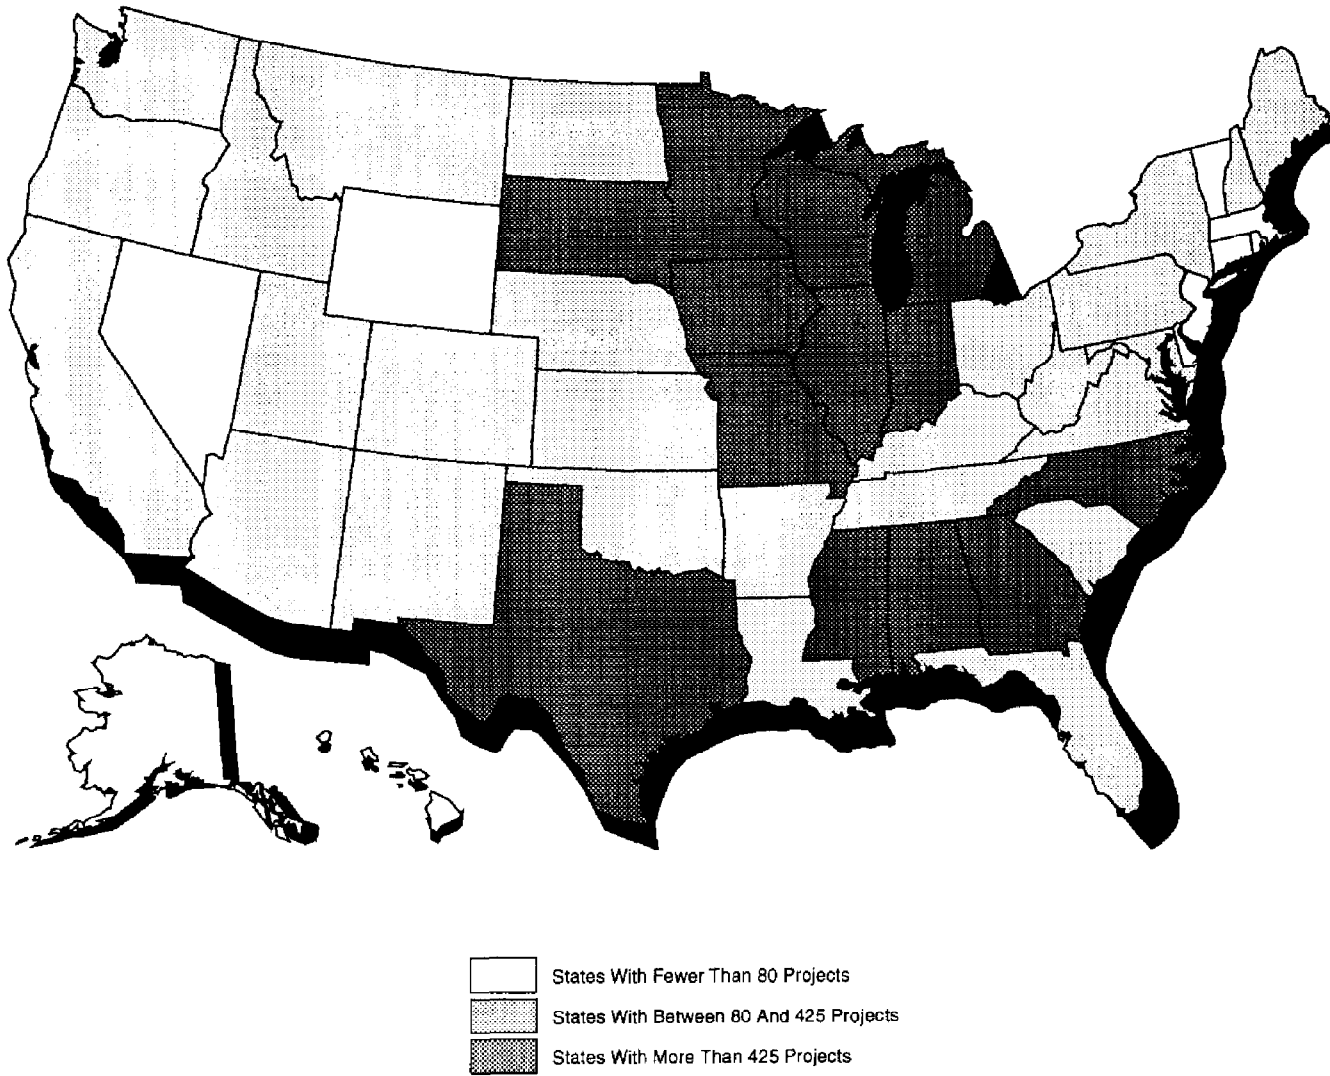 States With Fewer Than 80 Projects
States With Between 80 And 425 Projects
States With More Than 425 Projects